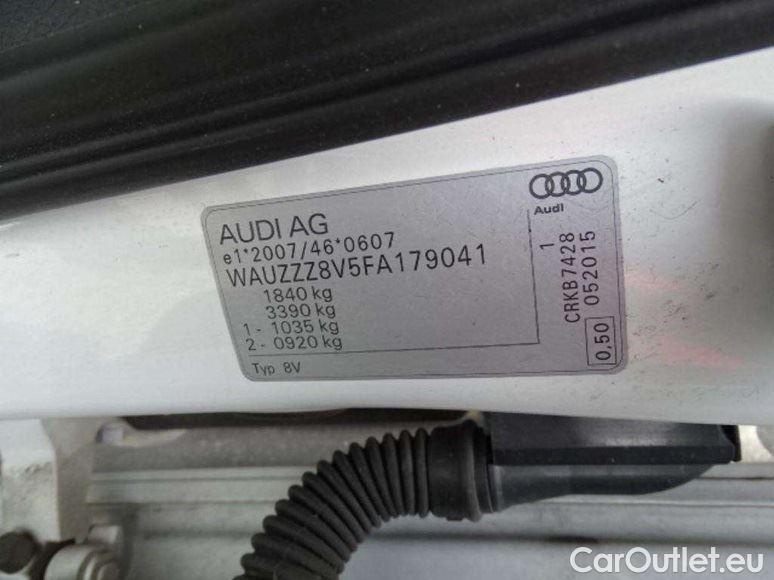 AUDI AG
e1*2007/46*0607
WAUZZZ8V5FA179041
1840 kg
3390 kg
1 - 1035 kg
2 - 0920 kg
Typ 8V
Audi
1
CRKB7428
052015
0,50
CarOutlet.eu